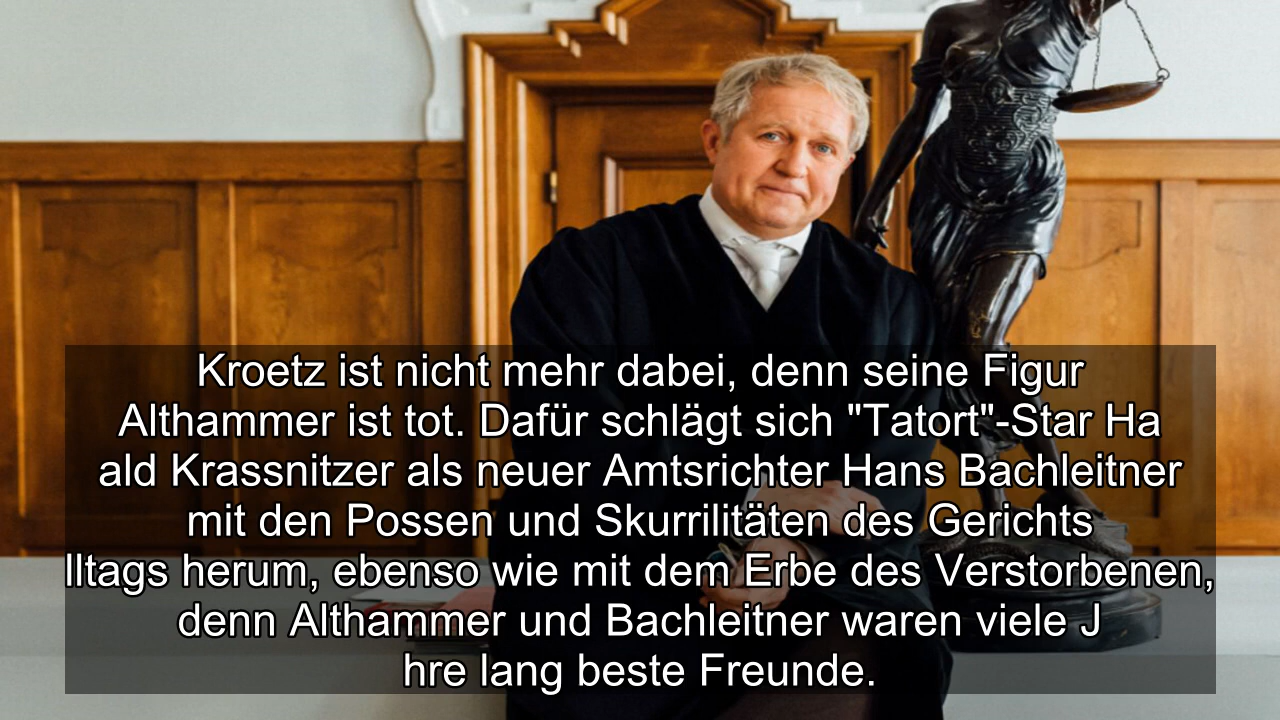 Kroetz ist nicht mehr dabei, denn seine Figur
Althammer ist tot. Dafür schlägt sich "Tatort"-Star Ha
ald Krassnitzer als neuer Amtsrichter Hans Bachleitner
mit den Possen und Skurrilitäten des Gerichts
lltags herum, ebenso wie mit dem Erbe des Verstorbenen,
denn Althammer und Bachleitner waren viele J
hre lang beste Freunde.